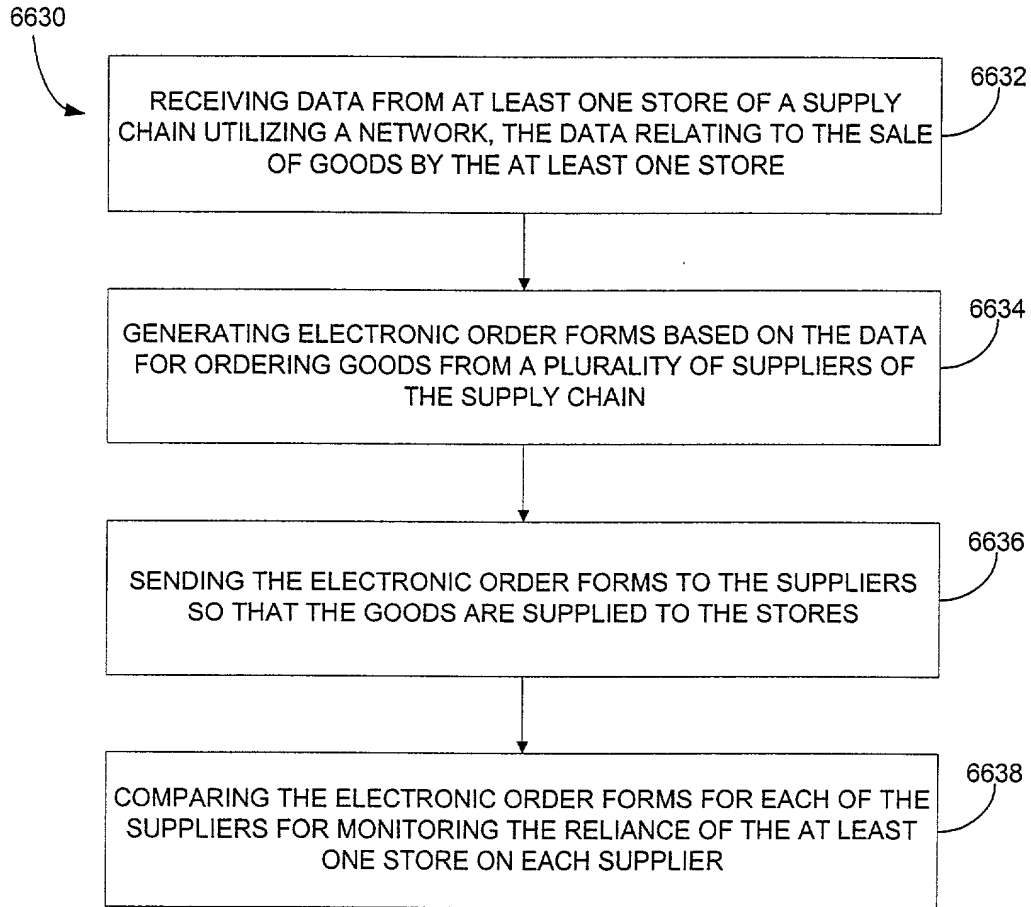 6630
6632
RECEIVING DATA FROM AT LEAST ONE STORE OF A SUPPLY
CHAIN UTILIZING A NETWORK, THE DATA RELATING TO THE SALE
OF GOODS BY THE AT LEAST ONE STORE
6634
GENERATING ELECTRONIC ORDER FORMS BASED ON THE DATA
FOR ORDERING GOODS FROM A PLURALITY OF SUPPLIERS OF
THE SUPPLY CHAIN
6636
SENDING THE ELECTRONIC ORDER FORMS TO THE SUPPLIERS
SO THAT THE GOODS ARE SUPPLIED TO THE STORES
6638
COMPARING THE ELECTRONIC ORDER FORMS FOR EACH OF THE
SUPPLIERS FOR MONITORING THE RELIANCE OF THE AT LEAST
ONE STORE ON EACH SUPPLIER